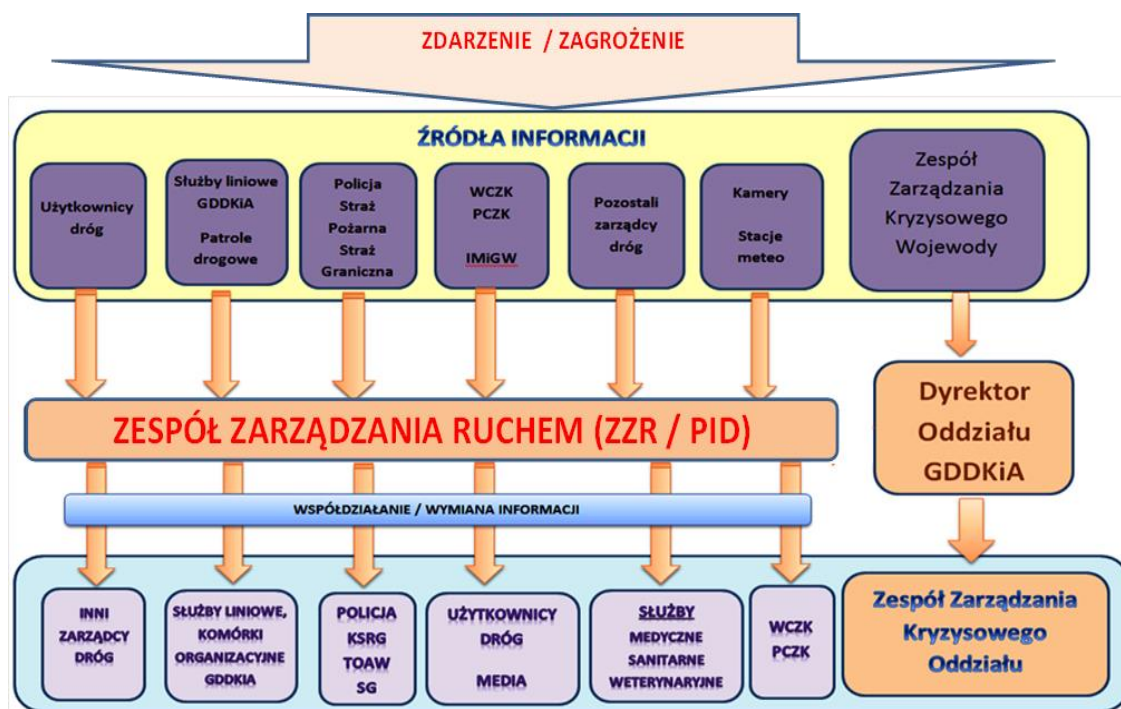 ZDARZENIE / ZAGROŻENIE
ŹRÓDŁA INFORMACJI
Użytkownicy
dróg
Służby liniowe
GDDKiA
Patrole
drogowe
Policja
Straż
Pożarna
Straż
Graniczna
WCZK
PCZK
IMiGW
Pozostali
zarządcy
dróg
Kamery
Stacje
meteo
Zespół
Zarządzania
Kryzysowego
Wojewody
ZESPÓŁ ZARZĄDZANIA RUCHEM (ZZR / PID)
Dyrektor
Oddziału
GDDKiA
WSPÓŁDZIAŁANIE / WYMIANA INFORMACJI
INNI
ZARZĄDCY
DRÓG
SŁUŻBY LINIOWE,
KOMÓRKI
ORGANIZACYJNE
GDDKIA
POLICJA
KSRG
TOAW
SG
UŻYTKOWNICY
DRÓG
MEDIA
SŁUŻBY
MEDYCZNE
SANITARNE
WETERYNARYJNE
WCZK
PCZK
Zespół Zarządzania
Kryzysowego
Oddziału